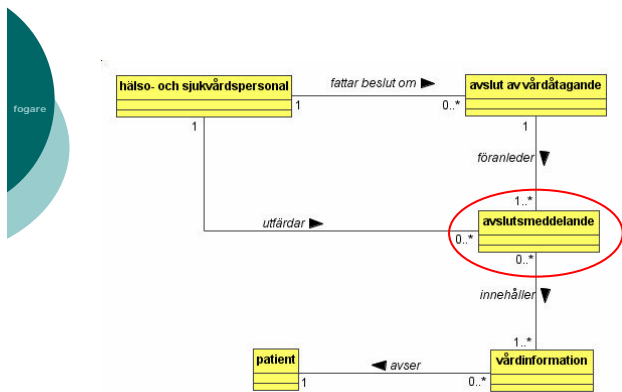 fogare
hälso- och sjukvårdspersonal
fattar beslut om
avslut av vårdåtagande
1
0..*
1
1
föranleder
1..*
avslutsmeddelande
utfärdar
0..*
0..*
innehåller
1..*
patient
avser
vårdinformation
1
0..*